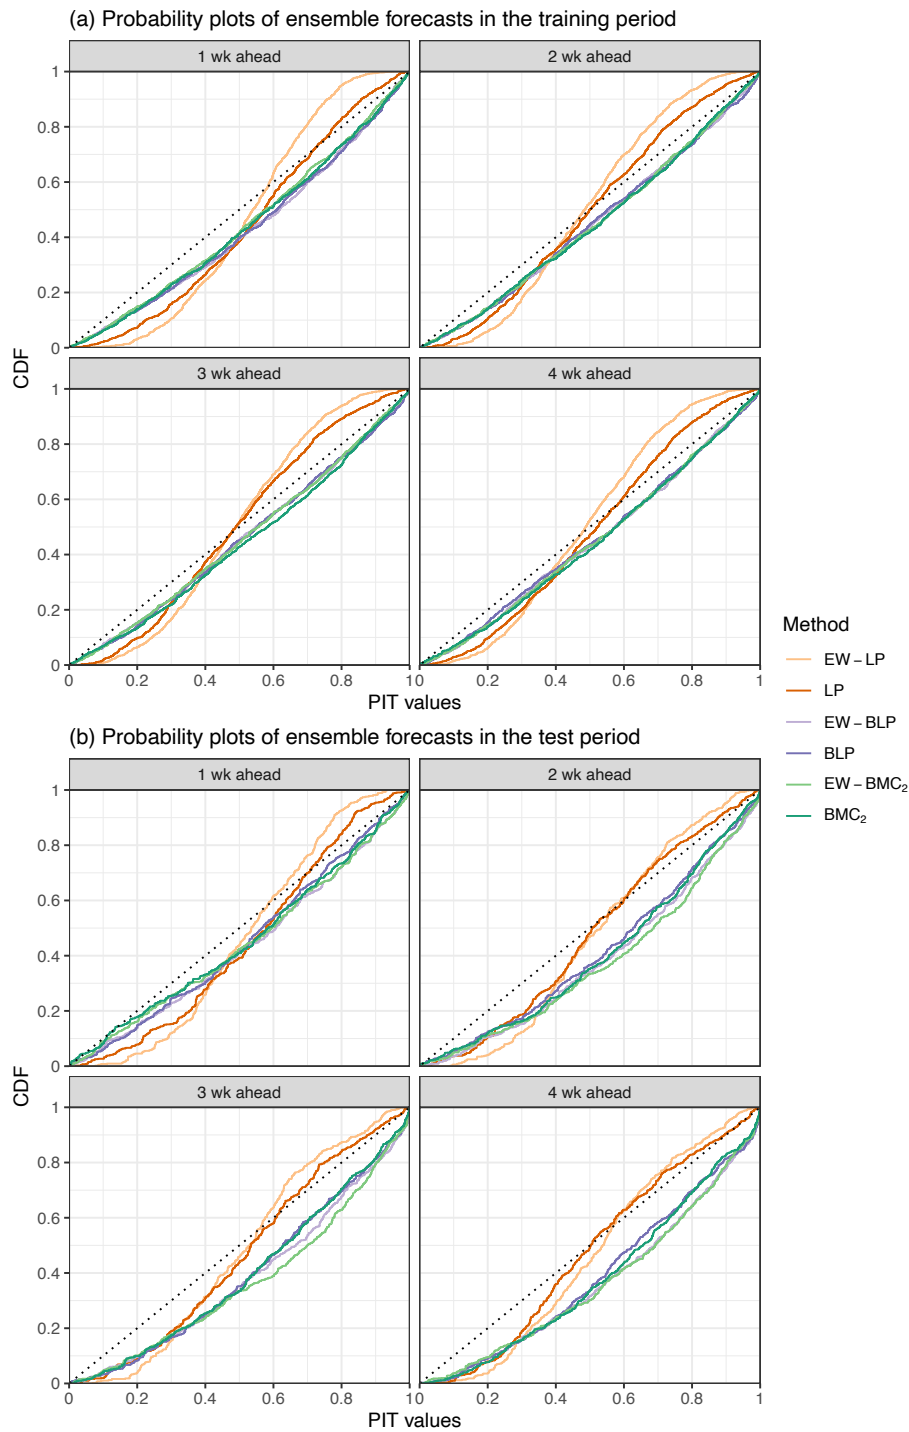 (a) Probability plots of ensemble forecasts in the training period
1 wk ahead
2 wk ahead
1
0.8
0.6
0.4
0.2
0
CDF
3 wk ahead
4 wk ahead
1
0.8
0.6
0.4
0.2
0
0 0.2 0.4 0.6 0.8 1 0 0.2 0.4 0.6 0.8 1
PIT values
(b) Probability plots of ensemble forecasts in the test period
1 wk ahead
2 wk ahead
1
0.8
0.6
0.4
0.2
0
CDF
3 wk ahead
4 wk ahead
1
0.8
0.6
0.4
0.2
0
0 0.2 0.4 0.6 0.8 1 0 0.2 0.4 0.6 0.8 1
PIT values
Method
EW – LP
LP
EW – BLP
BLP
EW – BMC₂
BMC₂